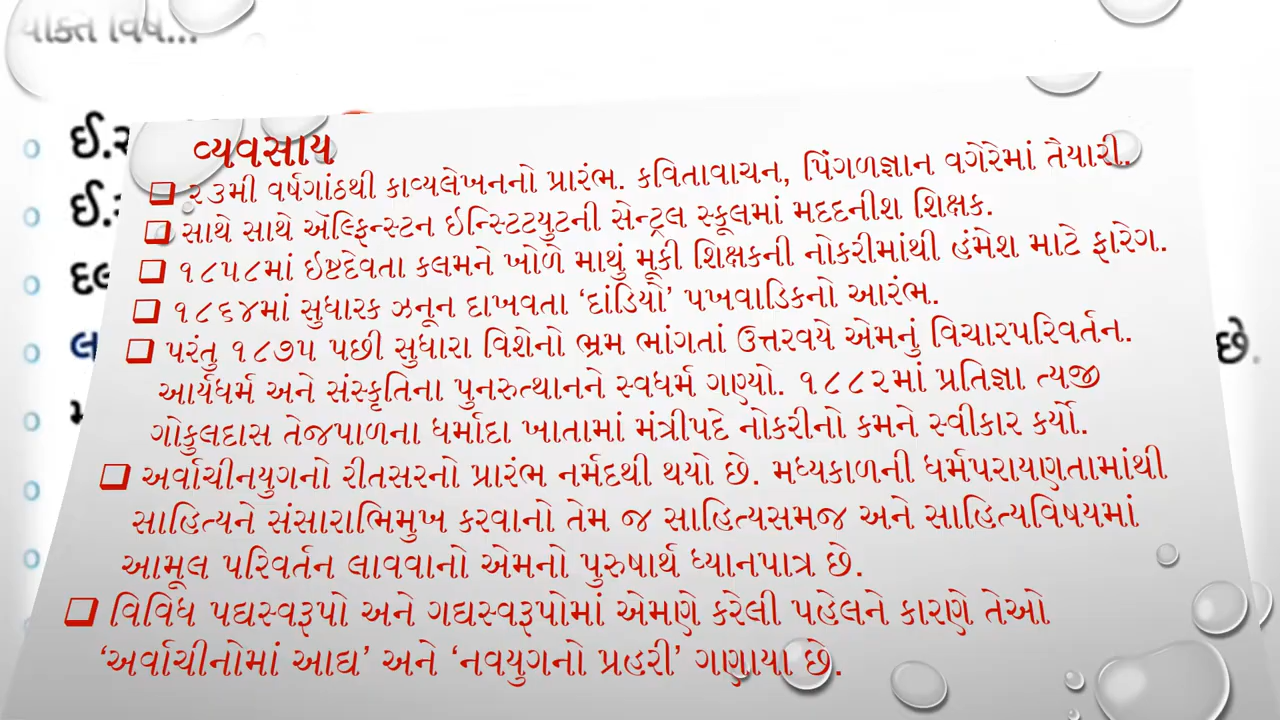 વ્યવસાય
૨૩મી વર્ષગાંઠથી કાવ્યલેખનનો પ્રારંભ. કવિતાવાચન, પિંગળજ્ઞાન વગેરેમાં તૈયારી.
સાથે સાથે ઍલ્ફિન્સ્ટન ઇન્સ્ટિટયુટની સેન્ટ્રલ સ્કૂલમાં મદદનીશ શિક્ષક.
૧૮૫૮માં ઇષ્ટદેવતા કલમને ખોળે માથું મૂકી શિક્ષકની નોકરીમાંથી હંમેશ માટે ફારેગ.
૧૮૬૪માં સુધારક ઝનૂન દાખવતા ‘દાંડિયો’ પખવાડિકનો આરંભ.
પરંતુ ૧૮૭૫ પછી સુધારા વિશેનો ભ્રમ ભાંગતાં ઉત્તરવયે એમનું વિચારપરિવર્તન.
આર્યધર્મ અને સંસ્કૃતિના પુનરુત્થાનને સ્વધર્મ ગણ્યો. ૧૮૮૨માં પ્રતિજ્ઞા ત્યજી
ગોકુલદાસ તેજપાળના ધર્માદા ખાતામાં મંત્રીપદે નોકરીનો કમને સ્વીકાર કર્યો.
અર્વાચીનયુગનો રીતસરનો પ્રારંભ નર્મદથી થયો છે. મધ્યકાળની ધર્મપરાયણતામાંથી
સાહિત્યને સંસારાભિમુખ કરવાનો તેમ જ સાહિત્યસમજ અને સાહિત્યવિષયમાં
આમૂલ પરિવર્તન લાવવાનો એમનો પુરુષાર્થ ધ્યાનપાત્ર છે.
વિવિધ પદ્યસ્વરૂપો અને ગદ્યસ્વરૂપોમાં એમણે કરેલી પહેલને કારણે તેઓ
‘અર્વાચીનોમાં આદ્ય’ અને ‘નવયુગનો પ્રહરી’ ગણાયા છે.
છે.